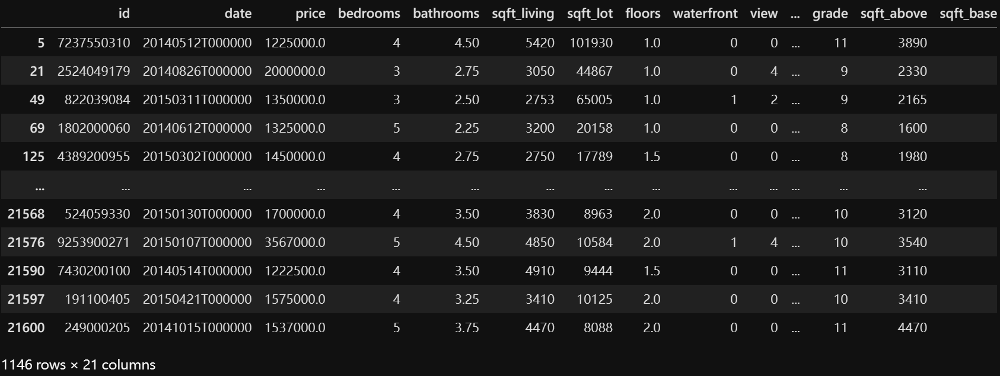 id date price bedrooms bathrooms sqft_living sqft_lot floors waterfront view ... grade sqft_above sqft_base
5 7237550310 20140512T000000 1225000.0 4 4.50 5420 101930 1.0 0 0 ... 11 3890
21 2524049179 20140826T000000 2000000.0 3 2.75 3050 44867 1.0 0 4 ... 9 2330
49 822039084 20150311T000000 1350000.0 3 2.50 2753 65005 1.0 1 2 ... 9 2165
69 1802000060 20140612T000000 1325000.0 5 2.25 3200 20158 1.0 0 0 ... 8 1600
125 4389200955 20150302T000000 1450000.0 4 2.75 2750 17789 1.5 0 0 ... 8 1980
... ... ... ... ... ... ... ... ... ... ... ... ... ...
21568 524059330 20150130T000000 1700000.0 4 3.50 3830 8963 2.0 0 0 ... 10 3120
21576 9253900271 20150107T000000 3567000.0 5 4.50 4850 10584 2.0 1 4 ... 10 3540
21590 7430200100 20140514T000000 1222500.0 4 3.50 4910 9444 1.5 0 0 ... 11 3110
21597 191100405 20150421T000000 1575000.0 4 3.25 3410 10125 2.0 0 0 ... 10 3410
21600 249000205 20141015T000000 1537000.0 5 3.75 4470 8088 2.0 0 0 ... 11 4470
1146 rows × 21 columns